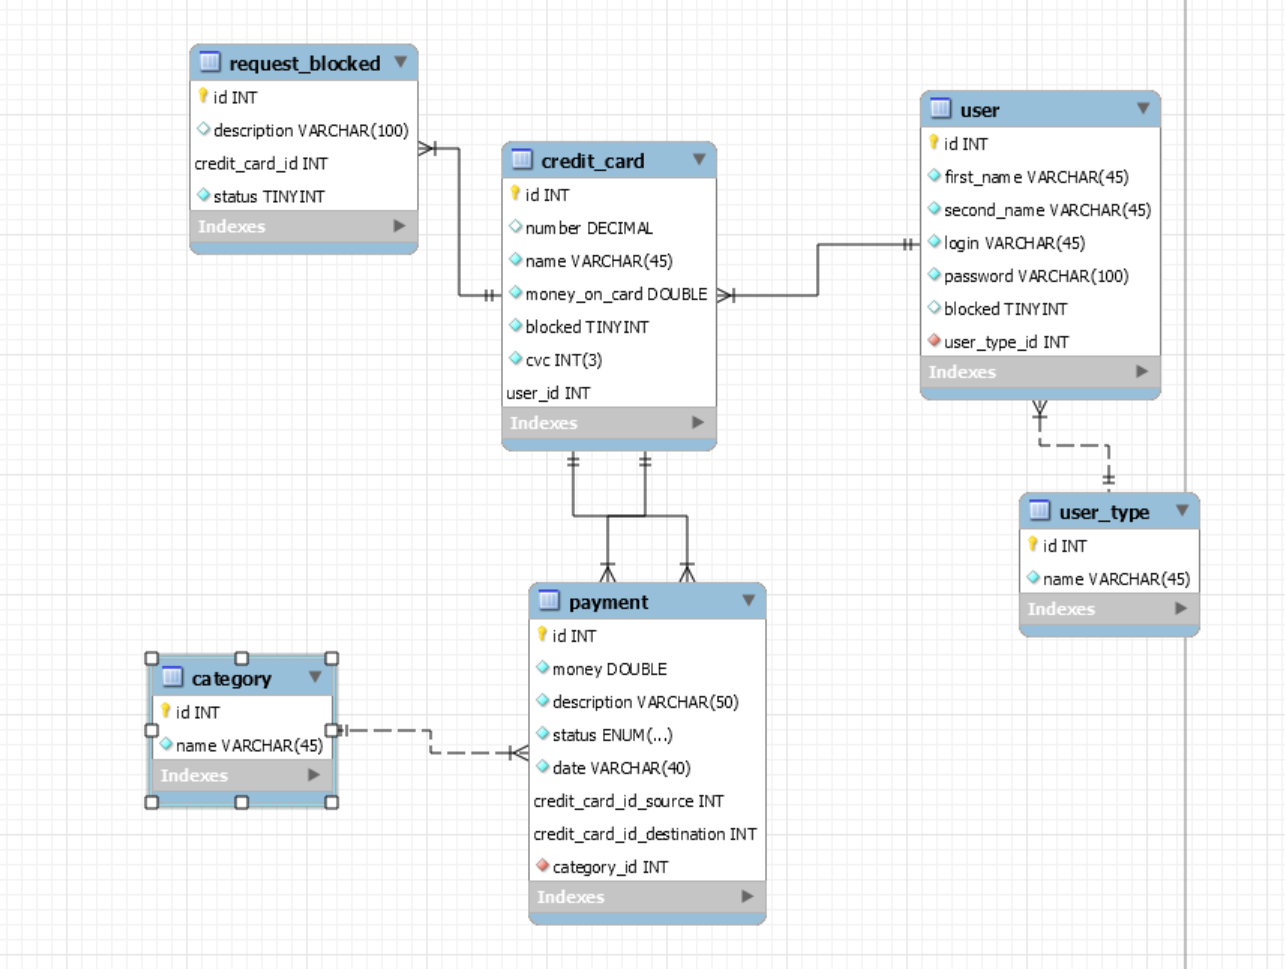 request_blocked
id INT
description VARCHAR(100)
credit_card_id INT
status TINYINT
Indexes
credit_card
id INT
number DECIMAL
name VARCHAR(45)
money_on_card DOUBLE
blocked TINYINT
cvc INT(3)
user_id INT
Indexes
user
id INT
first_name VARCHAR(45)
second_name VARCHAR(45)
login VARCHAR(45)
password VARCHAR(100)
blocked TINYINT
user_type_id INT
Indexes
user_type
id INT
name VARCHAR(45)
Indexes
payment
id INT
money DOUBLE
description VARCHAR(50)
status ENUM(...)
date VARCHAR(40)
credit_card_id_source INT
credit_card_id_destination INT
category_id INT
Indexes
category
id INT
name VARCHAR(45)
Indexes